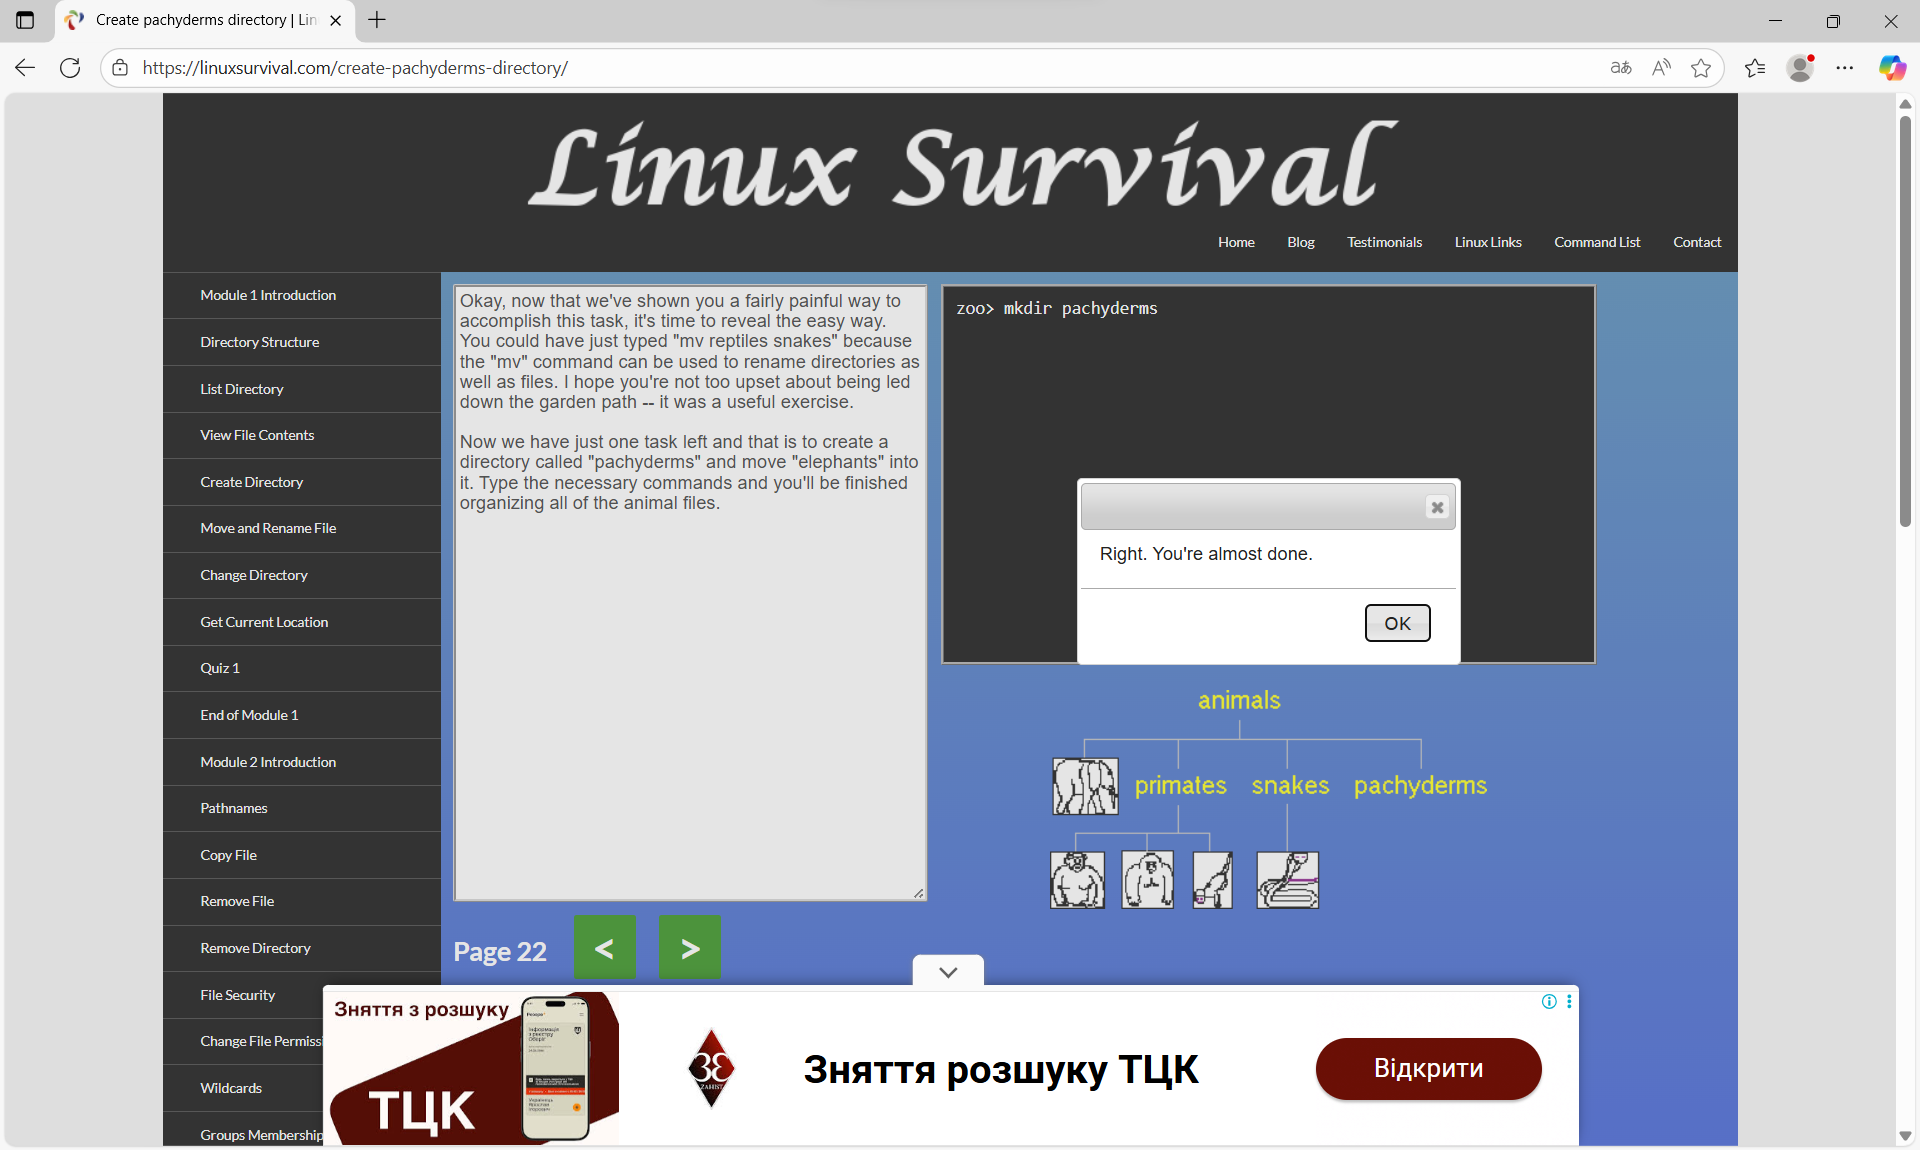 Create pachyderms directory | Lin
https://linuxsurvival.com/create-pachyderms-directory/
Linux Survival
Home Blog Testimonials Linux Links Command List Contact
Module 1 Introduction
Directory Structure
List Directory
View File Contents
Create Directory
Move and Rename File
Change Directory
Get Current Location
Quiz 1
End of Module 1
Module 2 Introduction
Pathnames
Copy File
Remove File
Remove Directory
File Security
Change File Permissi
Wildcards
Groups Membership
Okay, now that we've shown you a fairly painful way to
accomplish this task, it's time to reveal the easy way.
You could have just typed "mv reptiles snakes" because
the "mv" command can be used to rename directories as
well as files. I hope you're not too upset about being led
down the garden path -- it was a useful exercise.
Now we have just one task left and that is to create a
directory called "pachyderms" and move "elephants" into
it. Type the necessary commands and you'll be finished
organizing all of the animal files.
zoo> mkdir pachyderms
Right. You're almost done.
OK
animals
primates snakes pachyderms
Page 22 < >
Зняття з розшуку
ТЦК
ЗАХІST
Зняття розшуку ТЦК
Відкрити